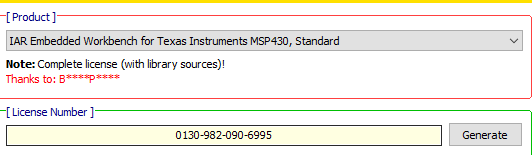 [ Product ]
IAR Embedded Workbench for Texas Instruments MSP430, Standard
Note: Complete license (with library sources)!
Thanks to: B****P****
[ License Number ]
0130-982-090-6995 Generate